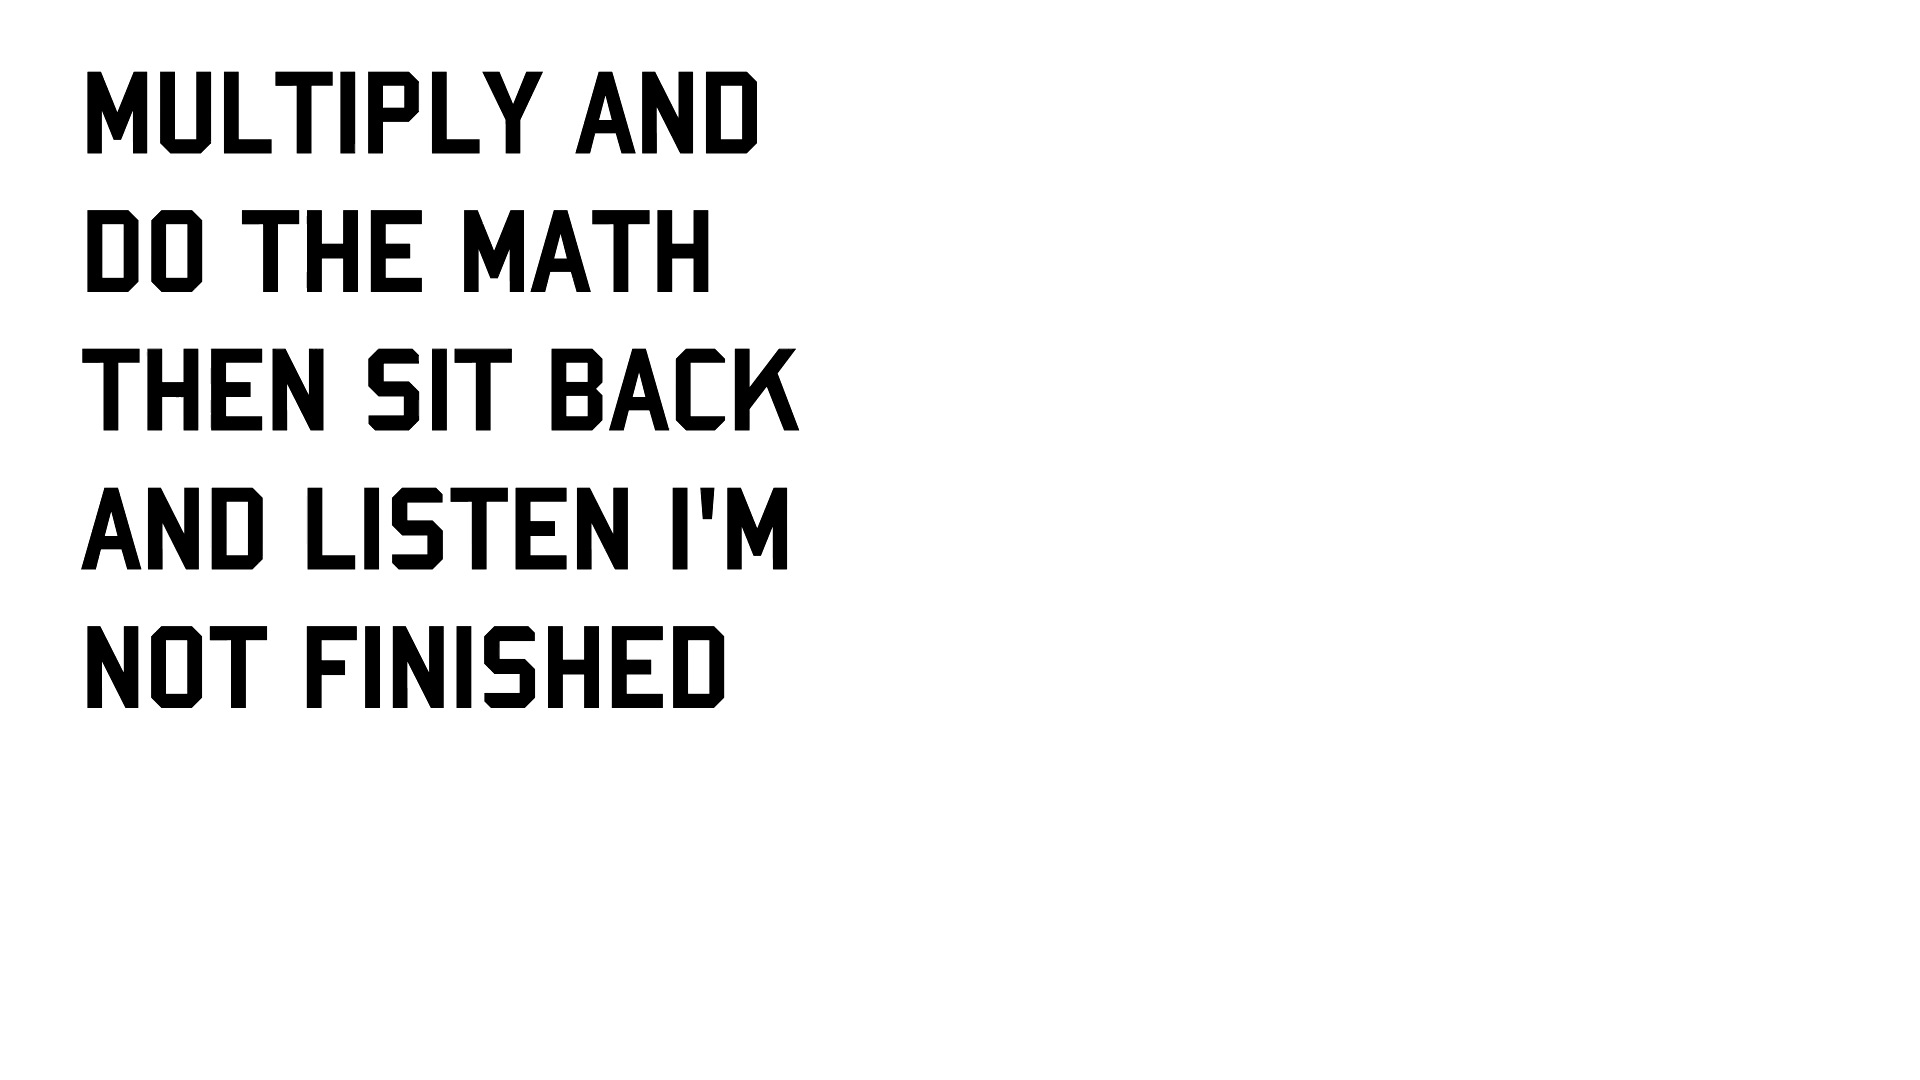 MULTIPLY AND
DO THE MATH
THEN SIT BACK
AND LISTEN I'M
NOT FINISHED